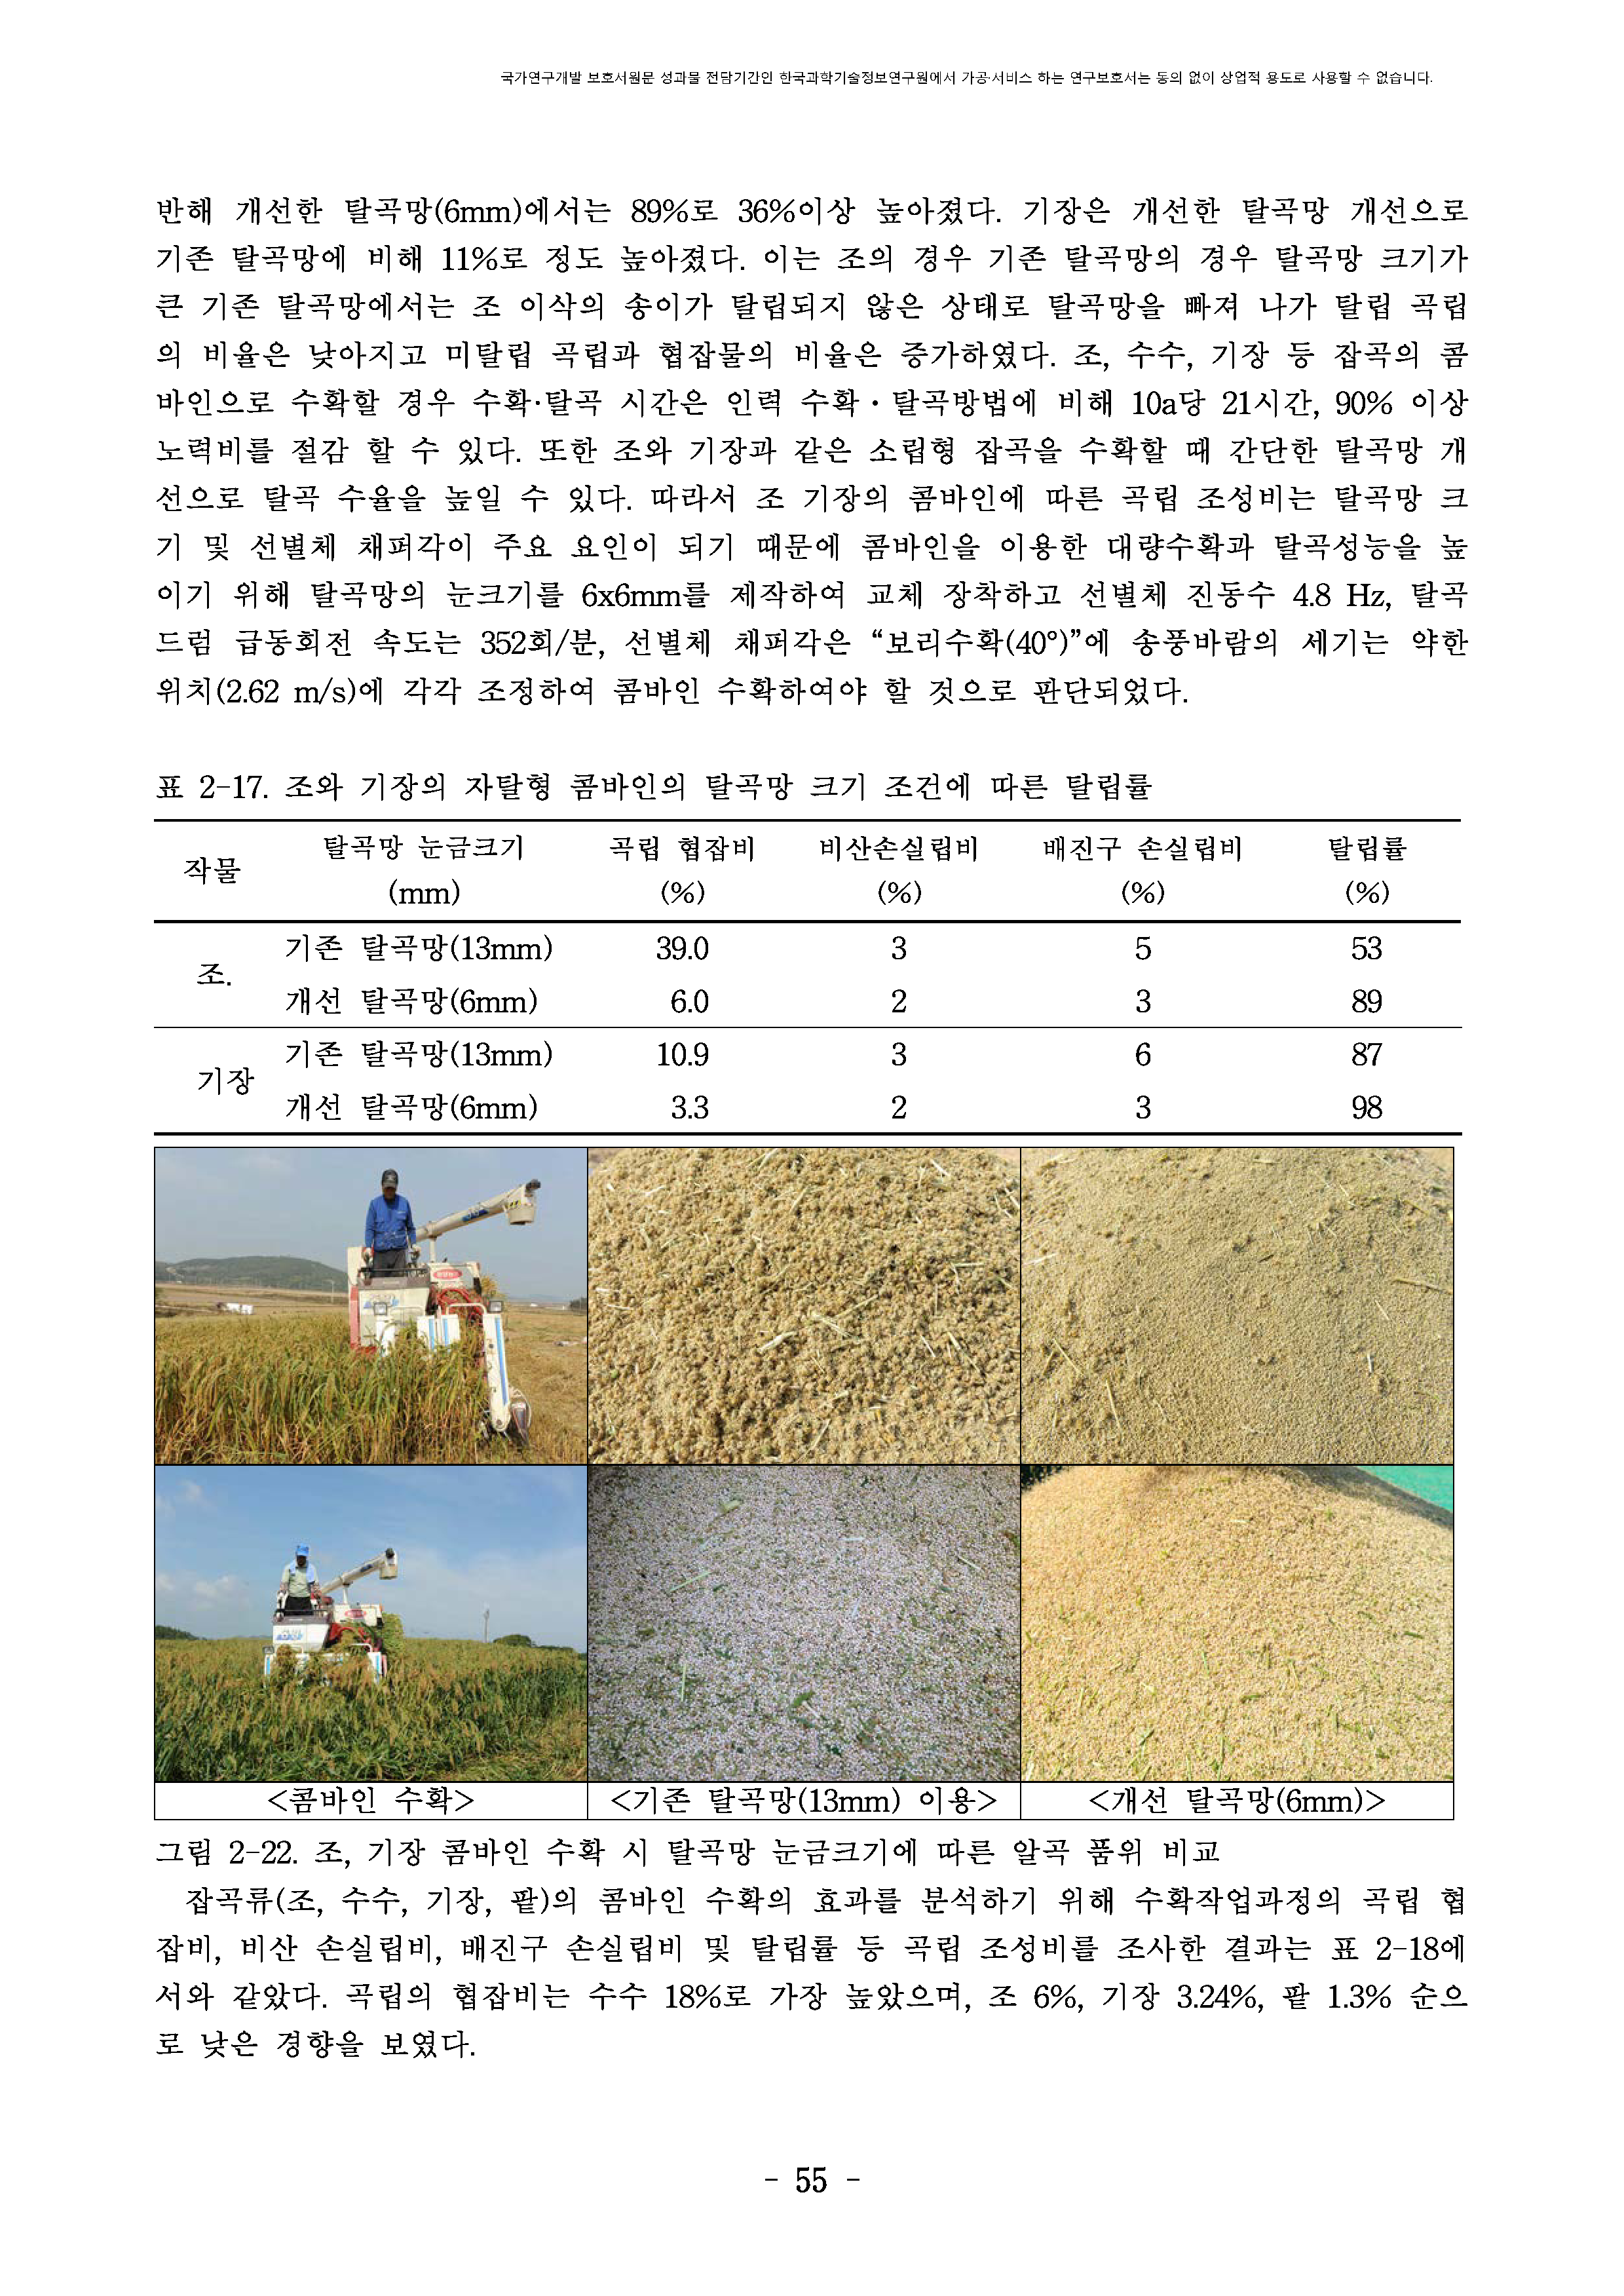 국가연구개발 보호서원문 성과물 전담기간인 한국과학기술정보연구원에서 가공·서비스 하는 연구보호서는 동의 없이 상업적 용도로 사용할 수 없습니다.
반해 개선한 탈곡망(6mm)에서는 89%로 36%이상 높아졌다. 기장은 개선한 탈곡망 개선으로
기존 탈곡망에 비해 11%로 정도 높아졌다. 이는 조의 경우 기존 탈곡망의 경우 탈곡망 크기가
큰 기존 탈곡망에서는 조 이삭의 송이가 탈립되지 않은 상태로 탈곡망을 빠져 나가 탈립 곡립
의 비율은 낮아지고 미탈립 곡립과 협잡물의 비율은 증가하였다. 조, 수수, 기장 등 잡곡의 콤
바인으로 수확할 경우 수확·탈곡 시간은 인력 수확·탈곡방법에 비해 10a당 21시간, 90% 이상
노력비를 절감 할 수 있다. 또한 조와 기장과 같은 소립형 잡곡을 수확할 때 간단한 탈곡망 개
선으로 탈곡 수율을 높일 수 있다. 따라서 조 기장의 콤바인에 따른 곡립 조성비는 탈곡망 크
기 및 선별체 채퍼각이 주요 요인이 되기 때문에 콤바인을 이용한 대량수확과 탈곡성능을 높
이기 위해 탈곡망의 눈크기를 6x6mm를 제작하여 교체 장착하고 선별체 진동수 4.8 Hz, 탈곡
드럼 급동회전 속도는 352회/분, 선별체 채퍼각은 “보리수확(40°)”에 송풍바람의 세기는 약한
위치(2.62 m/s)에 각각 조정하여 콤바인 수확하여야 할 것으로 판단되었다.
표 2-17. 조와 기장의 자탈형 콤바인의 탈곡망 크기 조건에 따른 탈립률
작물 탈곡망 눈금크기 (mm) 곡립 협잡비 (%) 비산손실립비 (%) 배진구 손실립비 (%) 탈립률 (%)
조. 기존 탈곡망(13mm) 39.0 3 5 53
개선 탈곡망(6mm) 6.0 2 3 89
기장 기존 탈곡망(13mm) 10.9 3 6 87
개선 탈곡망(6mm) 3.3 2 3 98
<콤바인 수확> <기존 탈곡망(13mm) 이용> <개선 탈곡망(6mm)>
그림 2-22. 조, 기장 콤바인 수확 시 탈곡망 눈금크기에 따른 알곡 품위 비교
잡곡류(조, 수수, 기장, 팥)의 콤바인 수확의 효과를 분석하기 위해 수확작업과정의 곡립 협
잡비, 비산 손실립비, 배진구 손실립비 및 탈립률 등 곡립 조성비를 조사한 결과는 표 2-18에
서와 같았다. 곡립의 협잡비는 수수 18%로 가장 높았으며, 조 6%, 기장 3.24%, 팥 1.3% 순으
로 낮은 경향을 보였다.
- 55 -